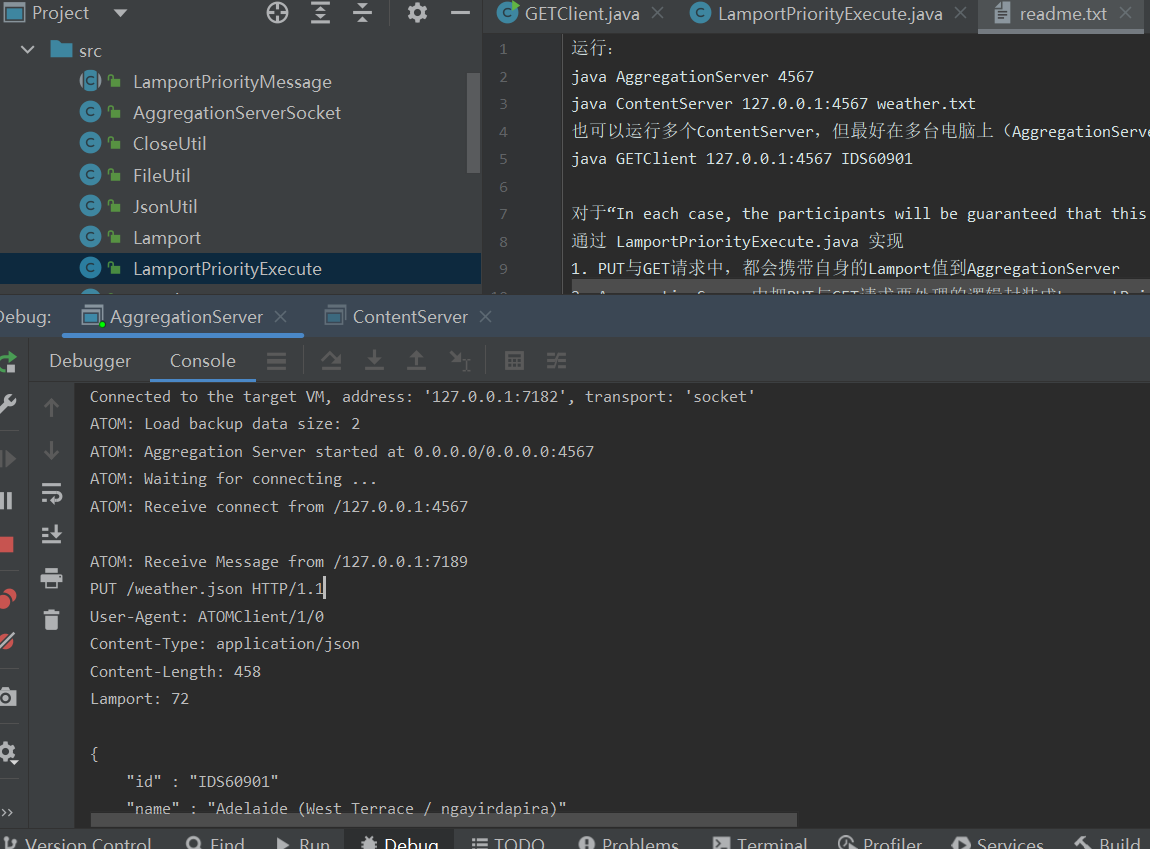 Project
GETClient.java
LamportPriorityExecute.java
readme.txt
src
LamportPriorityMessage
AggregationServerSocket
CloseUtil
FileUtil
JsonUtil
Lamport
LamportPriorityExecute
1 运行：
2 java AggregationServer 4567
3 java ContentServer 127.0.0.1:4567 weather.txt
4 也可以运行多个ContentServer，但最好在多台电脑上（AggregationServe
5 java GETClient 127.0.0.1:4567 IDS60901
6
7 对于“In each case, the participants will be guaranteed that this
8 通过 LamportPriorityExecute.java 实现
9 1. PUT与GET请求中，都会携带自身的Lamport值到AggregationServer
Debug:
AggregationServer
ContentServer
Debugger
Console
Connected to the target VM, address: '127.0.0.1:7182', transport: 'socket'
ATOM: Load backup data size: 2
ATOM: Aggregation Server started at 0.0.0.0/0.0.0.0:4567
ATOM: Waiting for connecting ...
ATOM: Receive connect from /127.0.0.1:4567
ATOM: Receive Message from /127.0.0.1:7189
PUT /weather.json HTTP/1.1
User-Agent: ATOMClient/1/0
Content-Type: application/json
Content-Length: 458
Lamport: 72
{
"id" : "IDS60901"
"name" : "Adelaide (West Terrace / ngayirdapira)"
Version Control
Find
Run
Debug
TODO
Problems
Terminal
Profiler
Services
Build